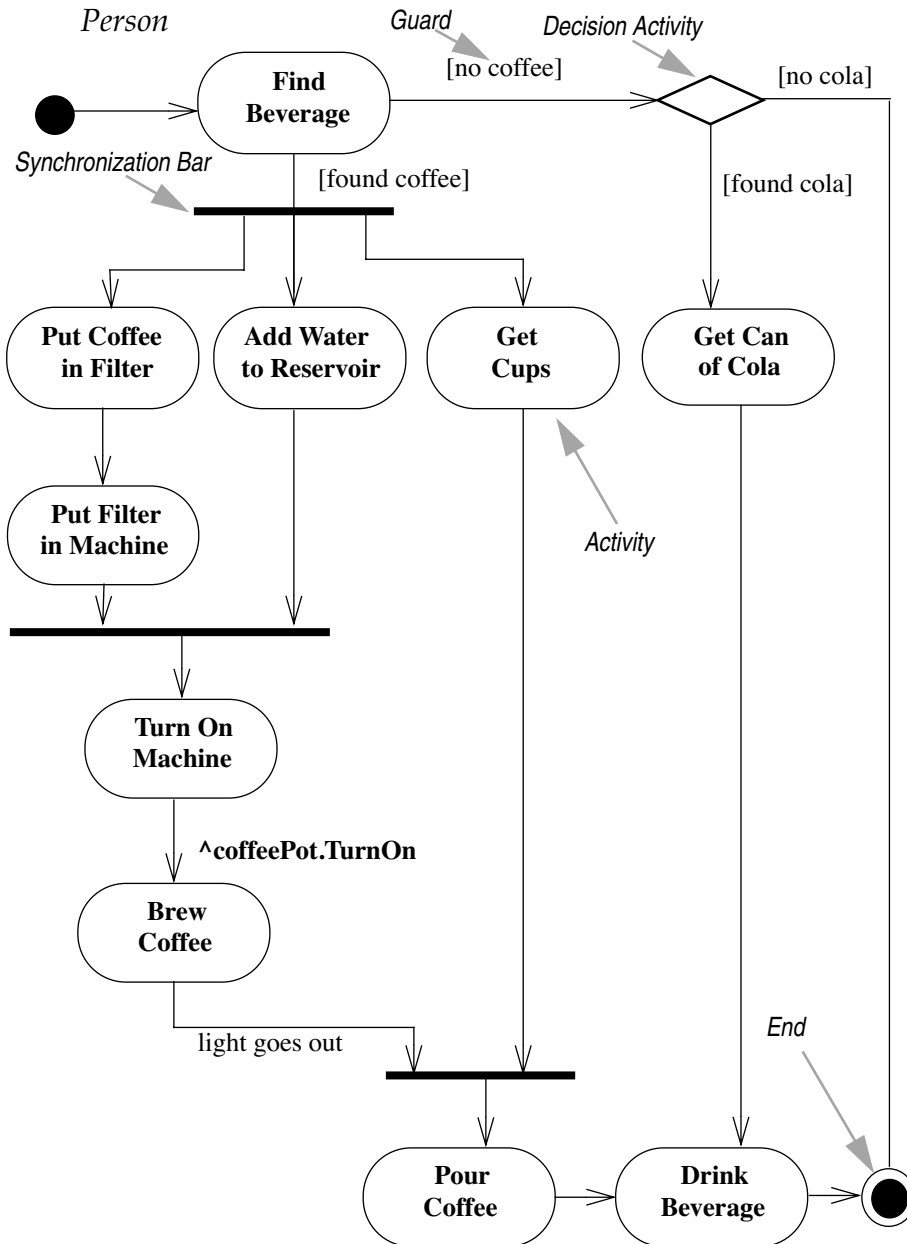 Person
Guard
Decision Activity
[no coffee]
[no cola]
Find
Beverage
Synchronization Bar
[found coffee]
[found cola]
Put Coffee
in Filter
Add Water
to Reservoir
Get
Cups
Get Can
of Cola
Put Filter
in Machine
Activity
Turn On
Machine
^coffeePot.TurnOn
Brew
Coffee
light goes out
End
Pour
Coffee
Drink
Beverage